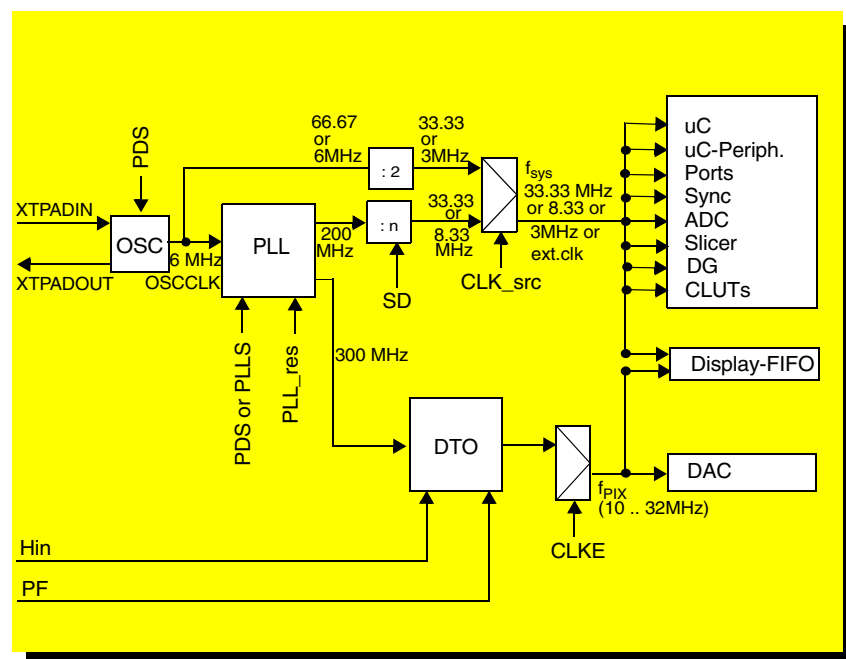 PDS
XTPADIN
OSC
XTPADOUT
6 MHz
OSCCLK
PLL
PDS or PLLS
PLL_res
66.67
or
6MHz
: 2
33.33
or
3MHz
200
MHz
: n
SD
33.33
or
8.33
MHz
CLK_src
fsys
33.33 MHz
or 8.33 or
3MHz or
ext.clk
uC
uC-Periph.
Ports
Sync
ADC
Slicer
DG
CLUTs
300 MHz
Display-FIFO
DTO
DAC
fPIX
(10 .. 32MHz)
CLKE
Hin
PF